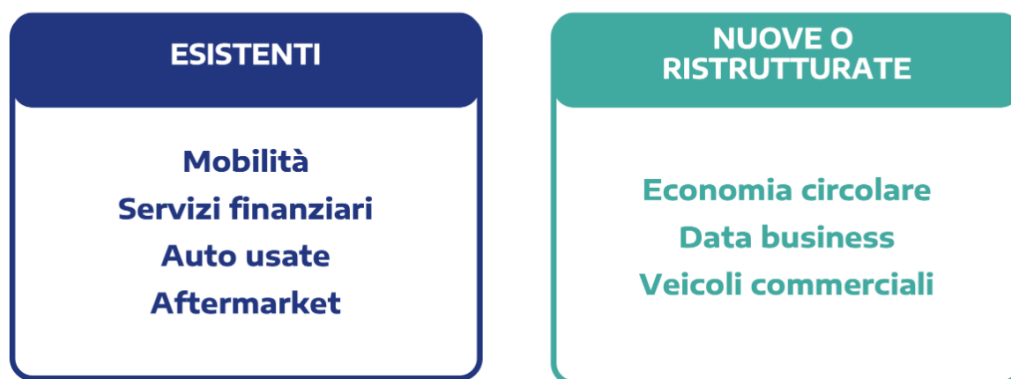 ESISTENTI
Mobilità
Servizi finanziari
Auto usate
Aftermarket
NUOVE O
RISTRUTTURATE
Economia circolare
Data business
Veicoli commerciali